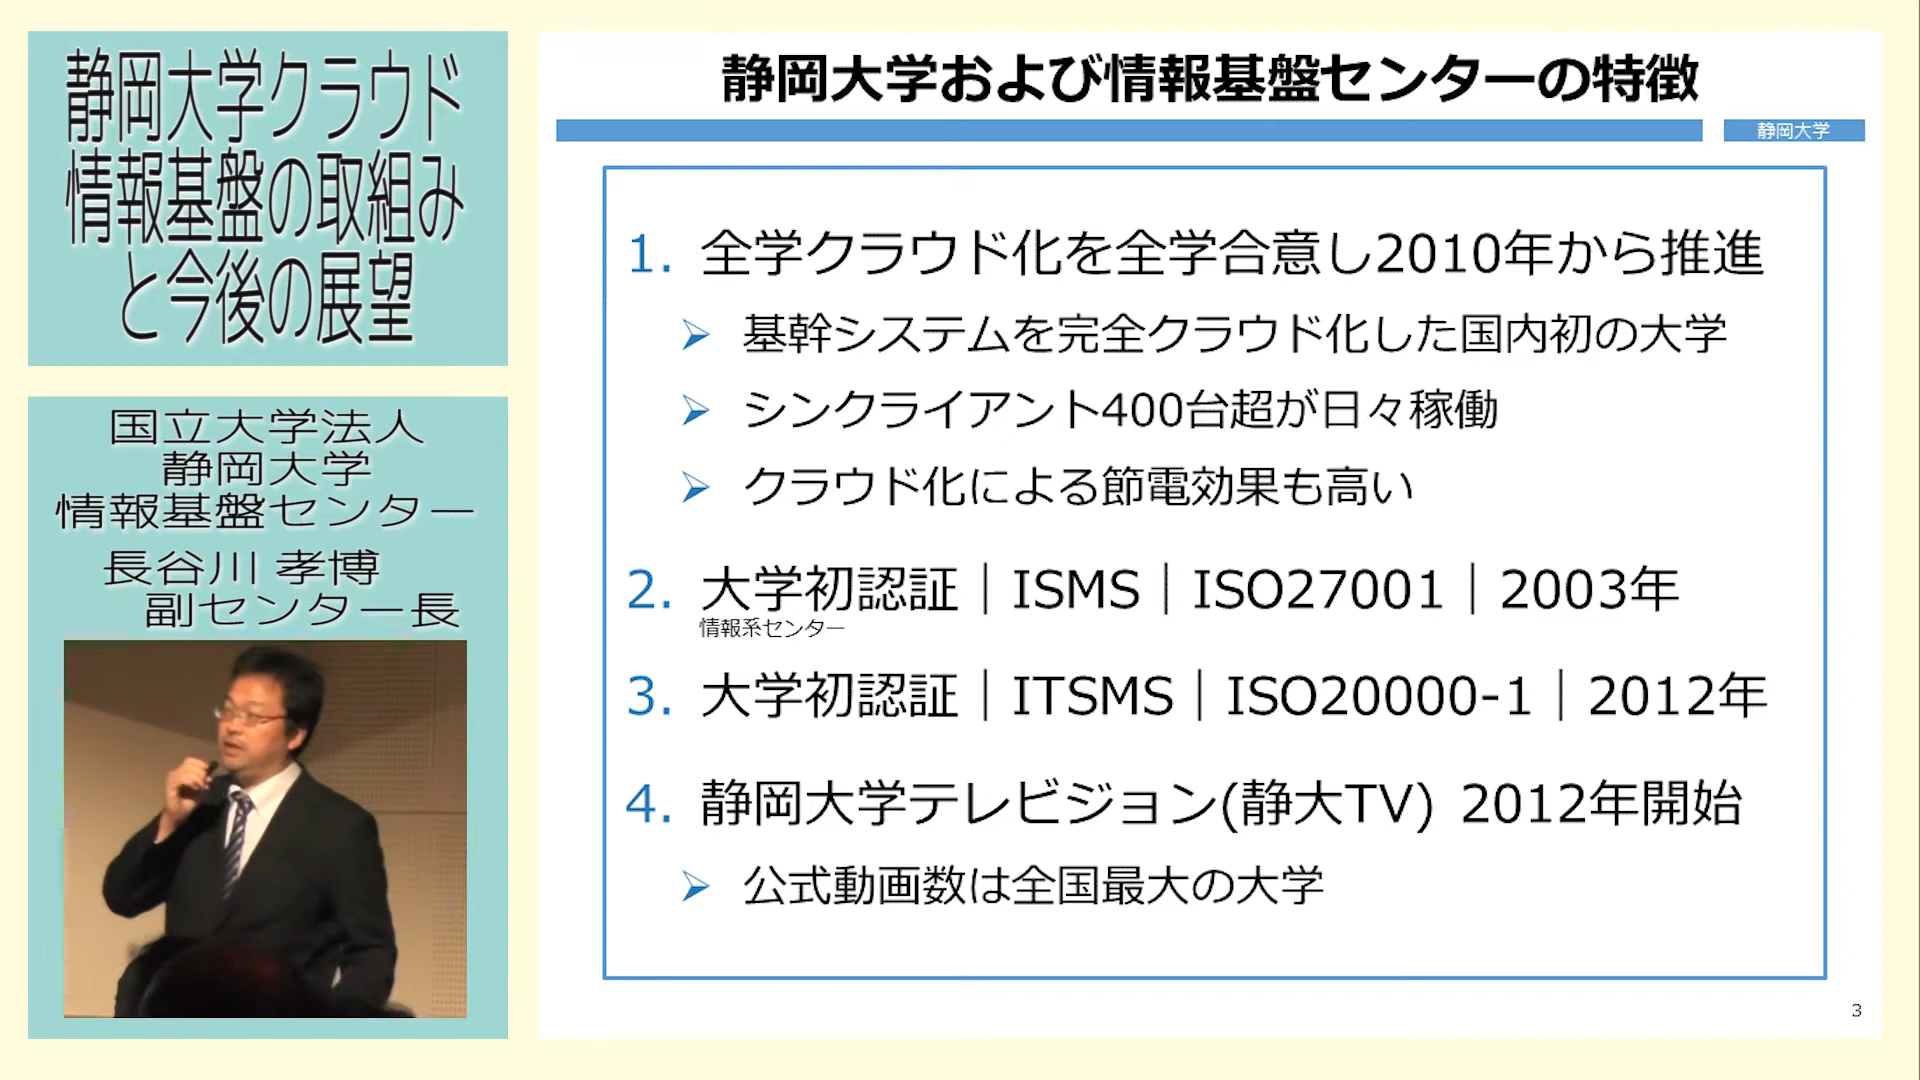 静岡大学クラウド
情報基盤の取組み
と今後の展望
国立大学法人
静岡大学
情報基盤センター
長谷川 孝博
副センター長
静岡大学および情報基盤センターの特徴
静岡大学
1. 全学クラウド化を全学合意し2010年から推進
➢ 基幹システムを完全クラウド化した国内初の大学
➢ シンクライアント400台超が日々稼働
➢ クラウド化による節電効果も高い
2. 大学初認証｜ISMS｜ISO27001｜2003年
情報系センター
3. 大学初認証｜ITSMS｜ISO20000-1｜2012年
4. 静岡大学テレビジョン(静大TV) 2012年開始
➢ 公式動画数は全国最大の大学
3